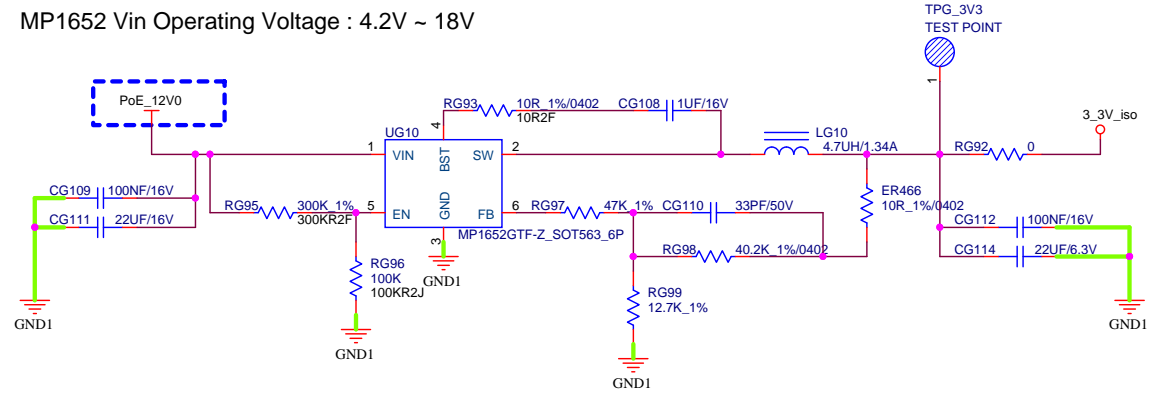 MP1652 Vin Operating Voltage : 4.2V ~ 18V
TPG_3V3
TEST POINT
1
PoE_12V0
RG93
10R_1%/0402
10R2F
CG108
1UF/16V
3_3V_iso
UG10
4
LG10
4.7UH/1.34A
RG92
0
1
VIN
BST
SW
2
CG109
100NF/16V
CG111
22UF/16V
RG95
300K_1%
300KR2F
5
EN
GND
FB
6
RG97
47K_1%
CG110
33PF/50V
ER466
10R_1%/0402
3
MP1652GTF-Z_SOT563_6P
CG112
100NF/16V
CG114
22UF/6.3V
RG98
40.2K_1%/0402
RG96
100K
100KR2J
GND1
RG99
12.7K_1%
GND1
GND1
GND1
GND1